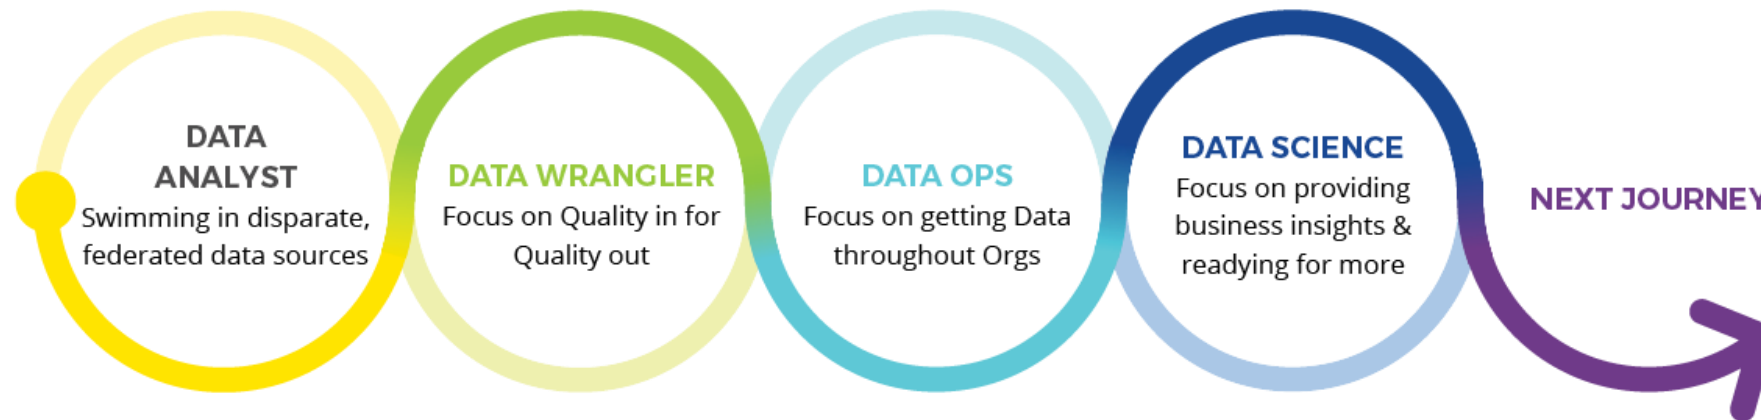 DATA
ANALYST
Swimming in disparate,
federated data sources
DATA WRANGLER
Focus on Quality in for
Quality out
DATA OPS
Focus on getting Data
throughout Orgs
DATA SCIENCE
Focus on providing
business insights &
readying for more
NEXT JOURNEY